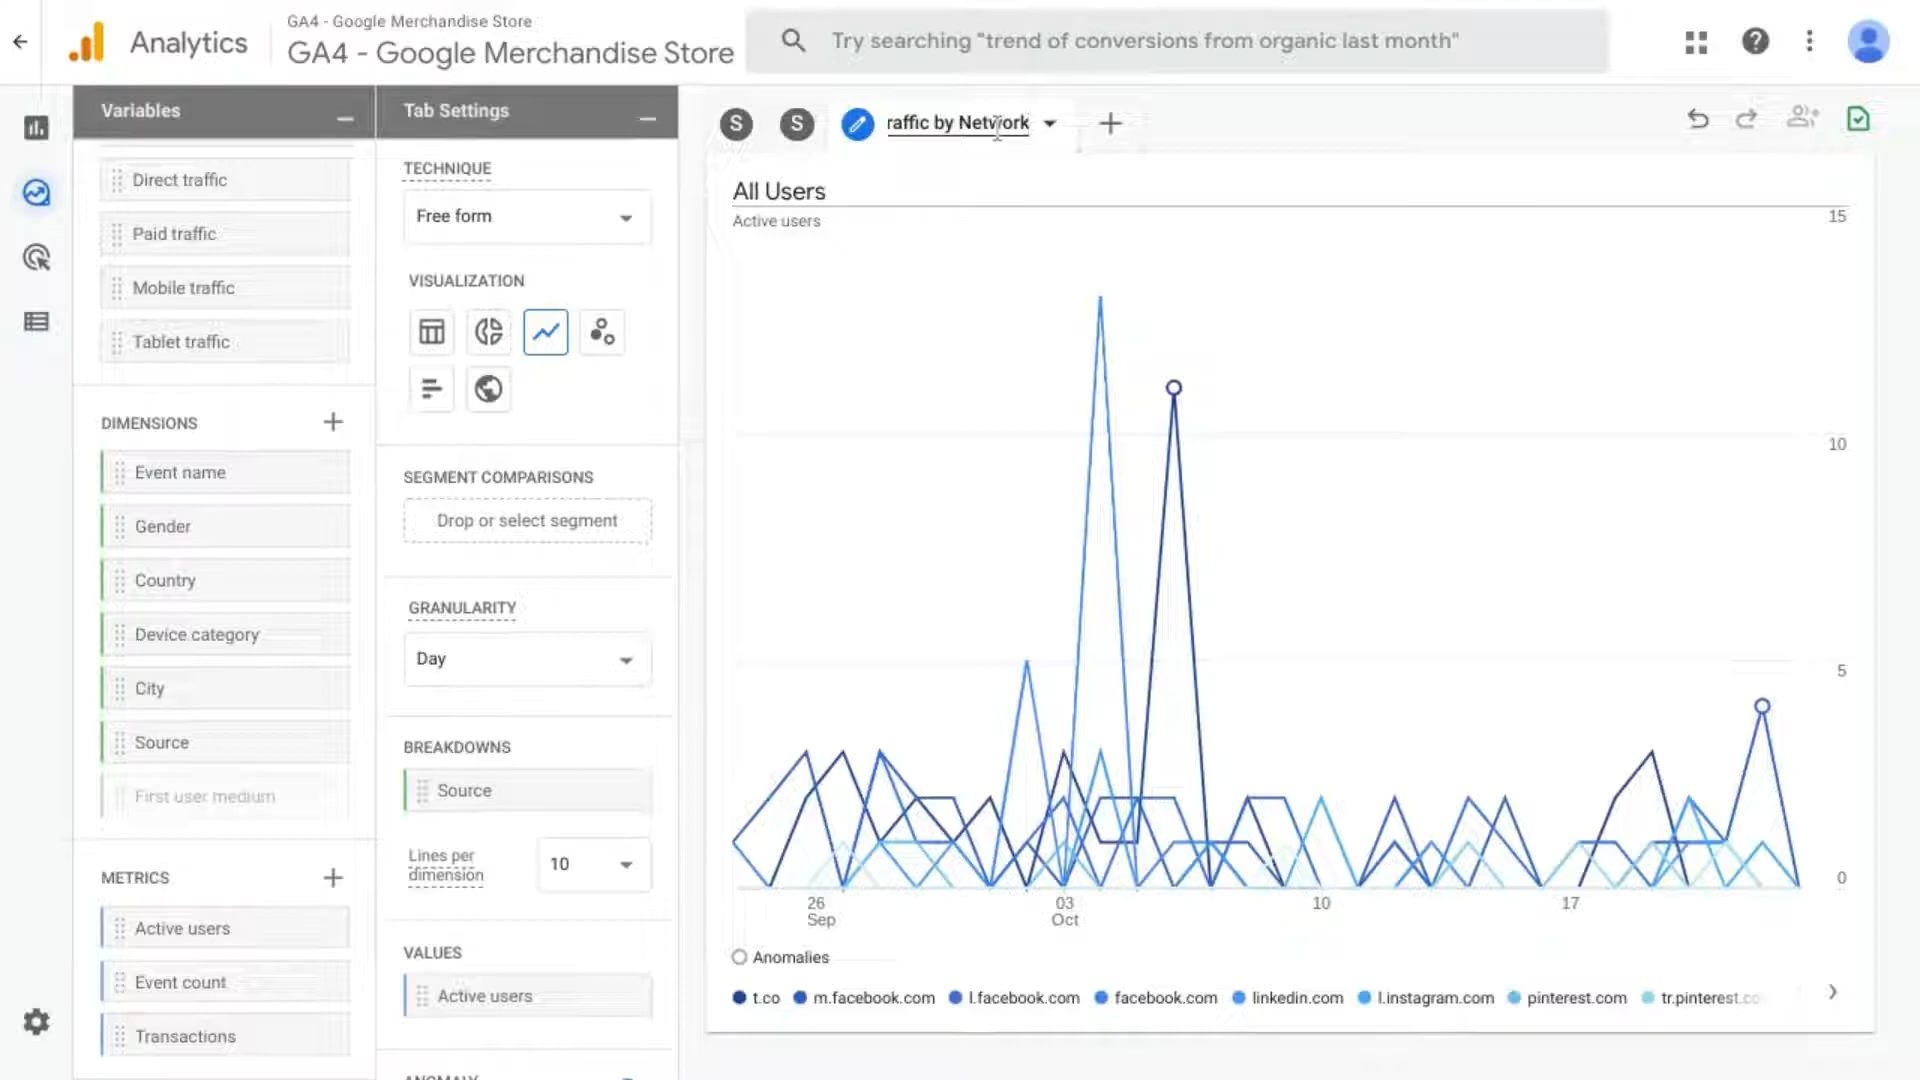 GA4 - Google Merchandise Store
Analytics
GA4 - Google Merchandise Store
Try searching "trend of conversions from organic last month"
Variables
Tab Settings
S
S
raffic by Network
Direct traffic
Paid traffic
Mobile traffic
Tablet traffic
DIMENSIONS
Event name
Gender
Country
Device category
City
Source
First user medium
METRICS
Active users
Event count
Transactions
TECHNIQUE
Free form
VISUALIZATION
SEGMENT COMPARISONS
Drop or select segment
GRANULARITY
Day
BREAKDOWNS
Source
Lines per
dimension
10
VALUES
Active users
All Users
Active users
15
10
5
0
26
Sep
03
Oct
10
17
Anomalies
t.co
m.facebook.com
l.facebook.com
facebook.com
linkedin.com
l.instagram.com
pinterest.com
tr.pinterest.co